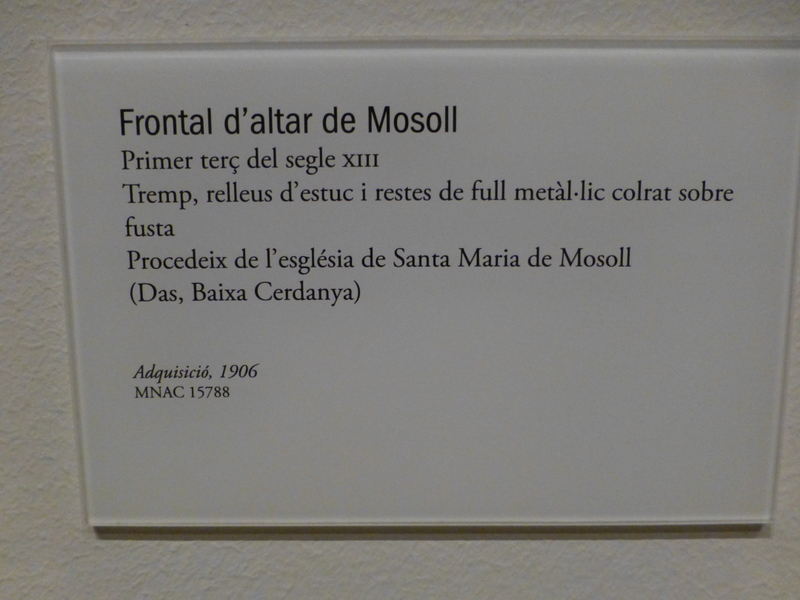 Frontal d'altar de Mosoll
Primer terç del segle XIII
Tremp, relleus d'estuc i restes de full metàl·lic colrat sobre
fusta
Procedeix de l'església de Santa Maria de Mosoll
(Das, Baixa Cerdanya)
Adquisició, 1906
MNAC 15788